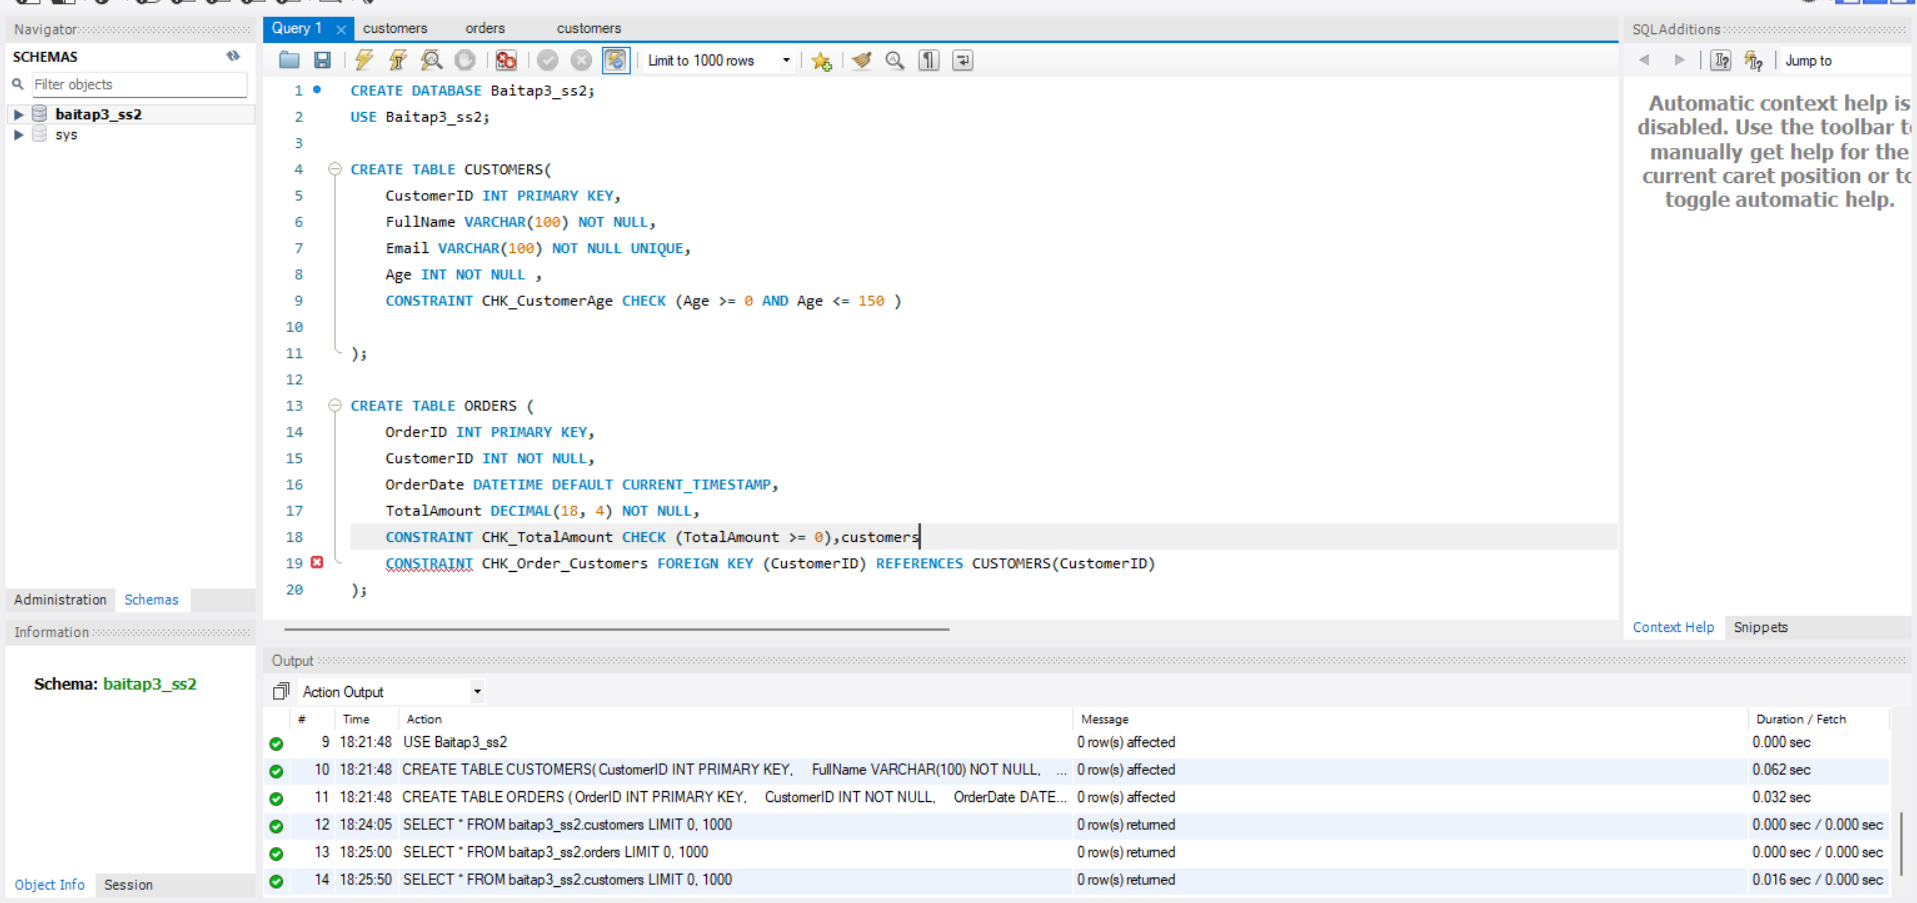 Navigator
SCHEMAS
Filter objects
baitap3_ss2
sys
Administration Schemas
Information
Schema: baitap3_ss2
Object Info Session
Query 1 customers orders customers
Limit to 1000 rows
1 CREATE DATABASE Baitap3_ss2;
2 USE Baitap3_ss2;
3
4 CREATE TABLE CUSTOMERS(
5 CustomerID INT PRIMARY KEY,
6 FullName VARCHAR(100) NOT NULL,
7 Email VARCHAR(100) NOT NULL UNIQUE,
8 Age INT NOT NULL ,
9 CONSTRAINT CHK_CustomerAge CHECK (Age >= 0 AND Age <= 150 )
10
11 );
12
13 CREATE TABLE ORDERS (
14 OrderID INT PRIMARY KEY,
15 CustomerID INT NOT NULL,
16 OrderDate DATETIME DEFAULT CURRENT_TIMESTAMP,
17 TotalAmount DECIMAL(18, 4) NOT NULL,
18 CONSTRAINT CHK_TotalAmount CHECK (TotalAmount >= 0),customers
19 CONSTRAINT CHK_Order_Customers FOREIGN KEY (CustomerID) REFERENCES CUSTOMERS(CustomerID)
20 );
SQLAdditions
Jump to
Automatic context help is
disabled. Use the toolbar t
manually get help for the
current caret position or to
toggle automatic help.
Context Help Snippets
Output
Action Output
# Time Action Message Duration / Fetch
9 18:21:48 USE Baitap3_ss2 0 row(s) affected 0.000 sec
10 18:21:48 CREATE TABLE CUSTOMERS( CustomerID INT PRIMARY KEY, FullName VARCHAR(100) NOT NULL, ... 0 row(s) affected 0.062 sec
11 18:21:48 CREATE TABLE ORDERS ( OrderID INT PRIMARY KEY, CustomerID INT NOT NULL, OrderDate DATE... 0 row(s) affected 0.032 sec
12 18:24:05 SELECT * FROM baitap3_ss2.customers LIMIT 0, 1000 0 row(s) returned 0.000 sec / 0.000 sec
13 18:25:00 SELECT * FROM baitap3_ss2.orders LIMIT 0, 1000 0 row(s) returned 0.000 sec / 0.000 sec
14 18:25:50 SELECT * FROM baitap3_ss2.customers LIMIT 0, 1000 0 row(s) returned 0.016 sec / 0.000 sec